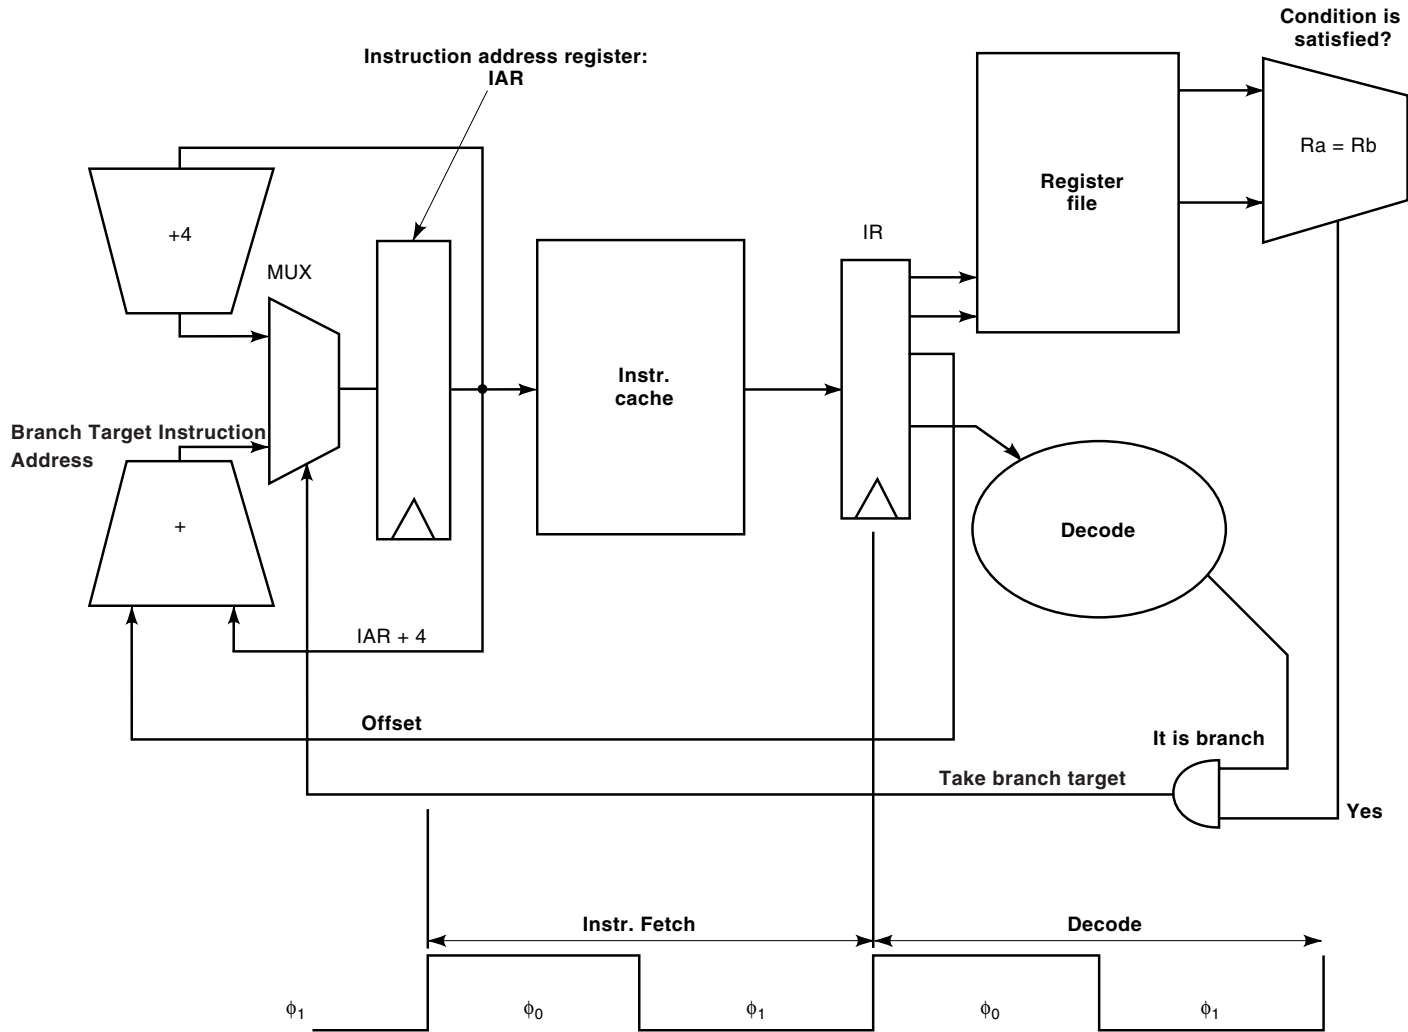 Condition is
satisfied?
Instruction address register:
IAR
Ra = Rb
Register
file
+4
IR
MUX
Instr.
cache
Branch Target Instruction
Address
+
Decode
IAR + 4
Offset
It is branch
Take branch target
Yes
Instr. Fetch
Decode
ϕ1
ϕ0
ϕ1
ϕ0
ϕ1